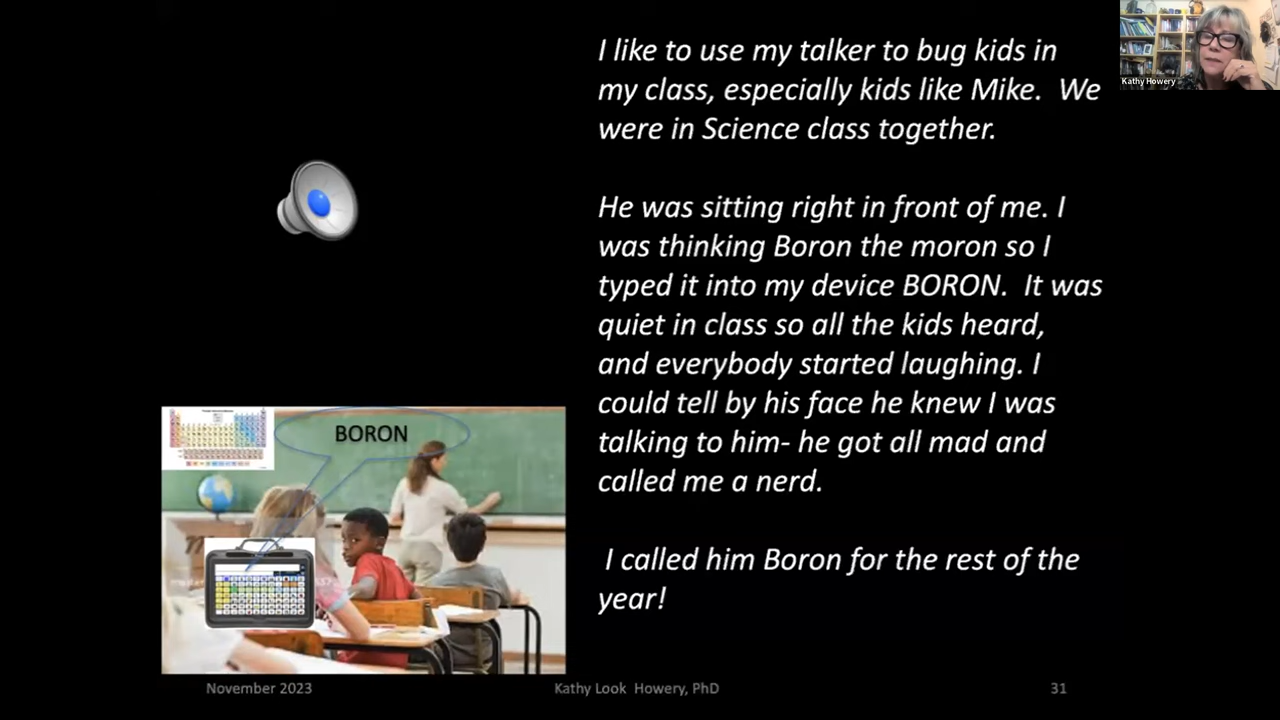 I like to use my talker to bug kids in
my class, especially kids like Mike.  We
were in Science class together.
Kathy Howery
He was sitting right in front of me. I
was thinking Boron the moron so I
typed it into my device BORON.  It was
quiet in class so all the kids heard,
and everybody started laughing. I
could tell by his face he knew I was
talking to him- he got all mad and
called me a nerd.
I called him Boron for the rest of the
year!
BORON
November 2023
Kathy Look  Howery, PhD
31